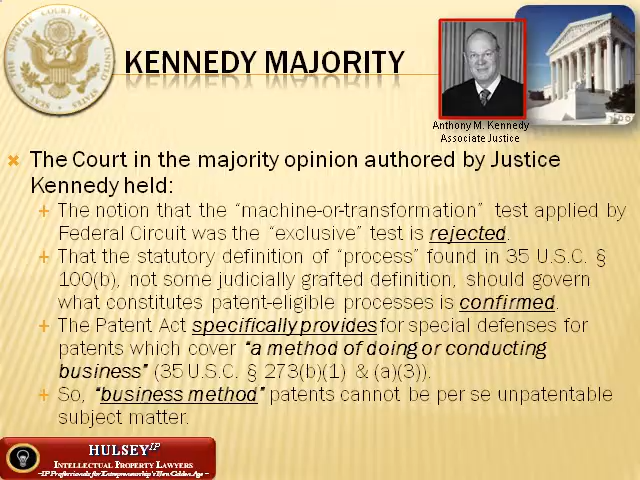 KENNEDY MAJORITY
Anthony M. Kennedy
Associate Justice
The Court in the majority opinion authored by Justice
Kennedy held:
The notion that the “machine-or-transformation” test applied by
Federal Circuit was the “exclusive” test is rejected.
That the statutory definition of “process” found in 35 U.S.C. §
100(b), not some judicially grafted definition, should govern
what constitutes patent-eligible processes is confirmed.
The Patent Act specifically provides for special defenses for
patents which cover “a method of doing or conducting
business” (35 U.S.C. § 273(b)(1) & (a)(3)).
So, “business method” patents cannot be per se unpatentable
subject matter.
HULSEY IP
INTELLECTUAL PROPERTY LAWYERS
~IP Professionals for Entrepreneurship's New Golden Age~